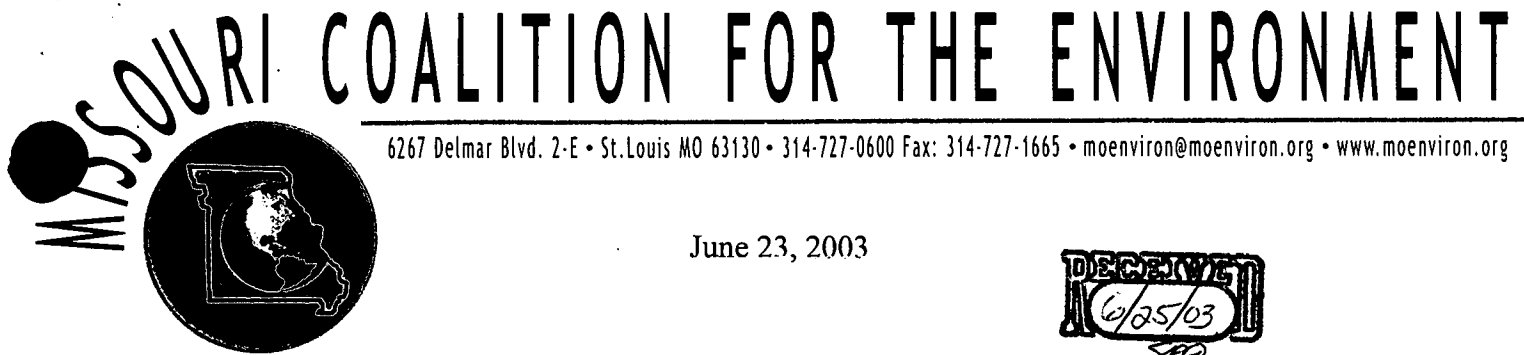 MISSOURI COALITION FOR THE ENVIRONMENT
6267 Delmar Blvd. 2-E • St.Louis MO 63130 • 314-727-0600 Fax: 314-727-1665 • moenviron@moenviron.org • www.moenviron.org
June 23, 2003
RECEIVED
6/25/03